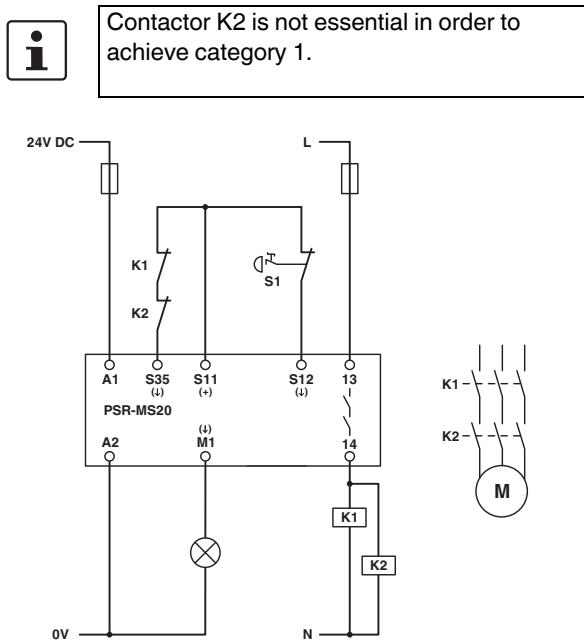 Contactor K2 is not essential in order to
achieve category 1.
24V DC
L
K1
S1
K2
A1 S35 S11 S12 13
(↓) (+) (↓)
PSR-MS20
(↓)
A2 M1 14
K1
K2
M
K1
K2
0V N